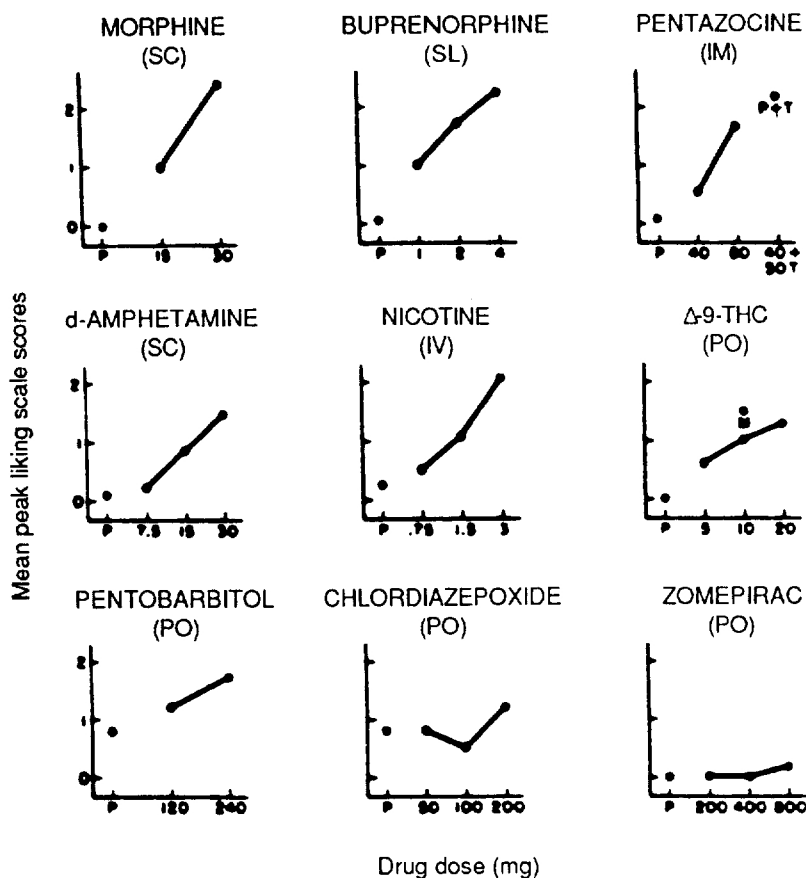 MORPHINE
(SC)
2
1
0
P 15 30
BUPRENORPHINE
(SL)
P 1 2 4
PENTAZOCINE
(IM)
P+T
P 40 80 40+
50 T
Mean peak liking scale scores
d-AMPHETAMINE
(SC)
2
1
0
P 7.5 15 30
NICOTINE
(IV)
P .75 1.5 3
Δ-9-THC
(PO)
M
P 5 10 20
PENTOBARBITOL
(PO)
2
1
0
P 120 240
CHLORDIAZEPOXIDE
(PO)
P 50 100 200
ZOMEPIRAC
(PO)
P 200 400 800
Drug dose (mg)